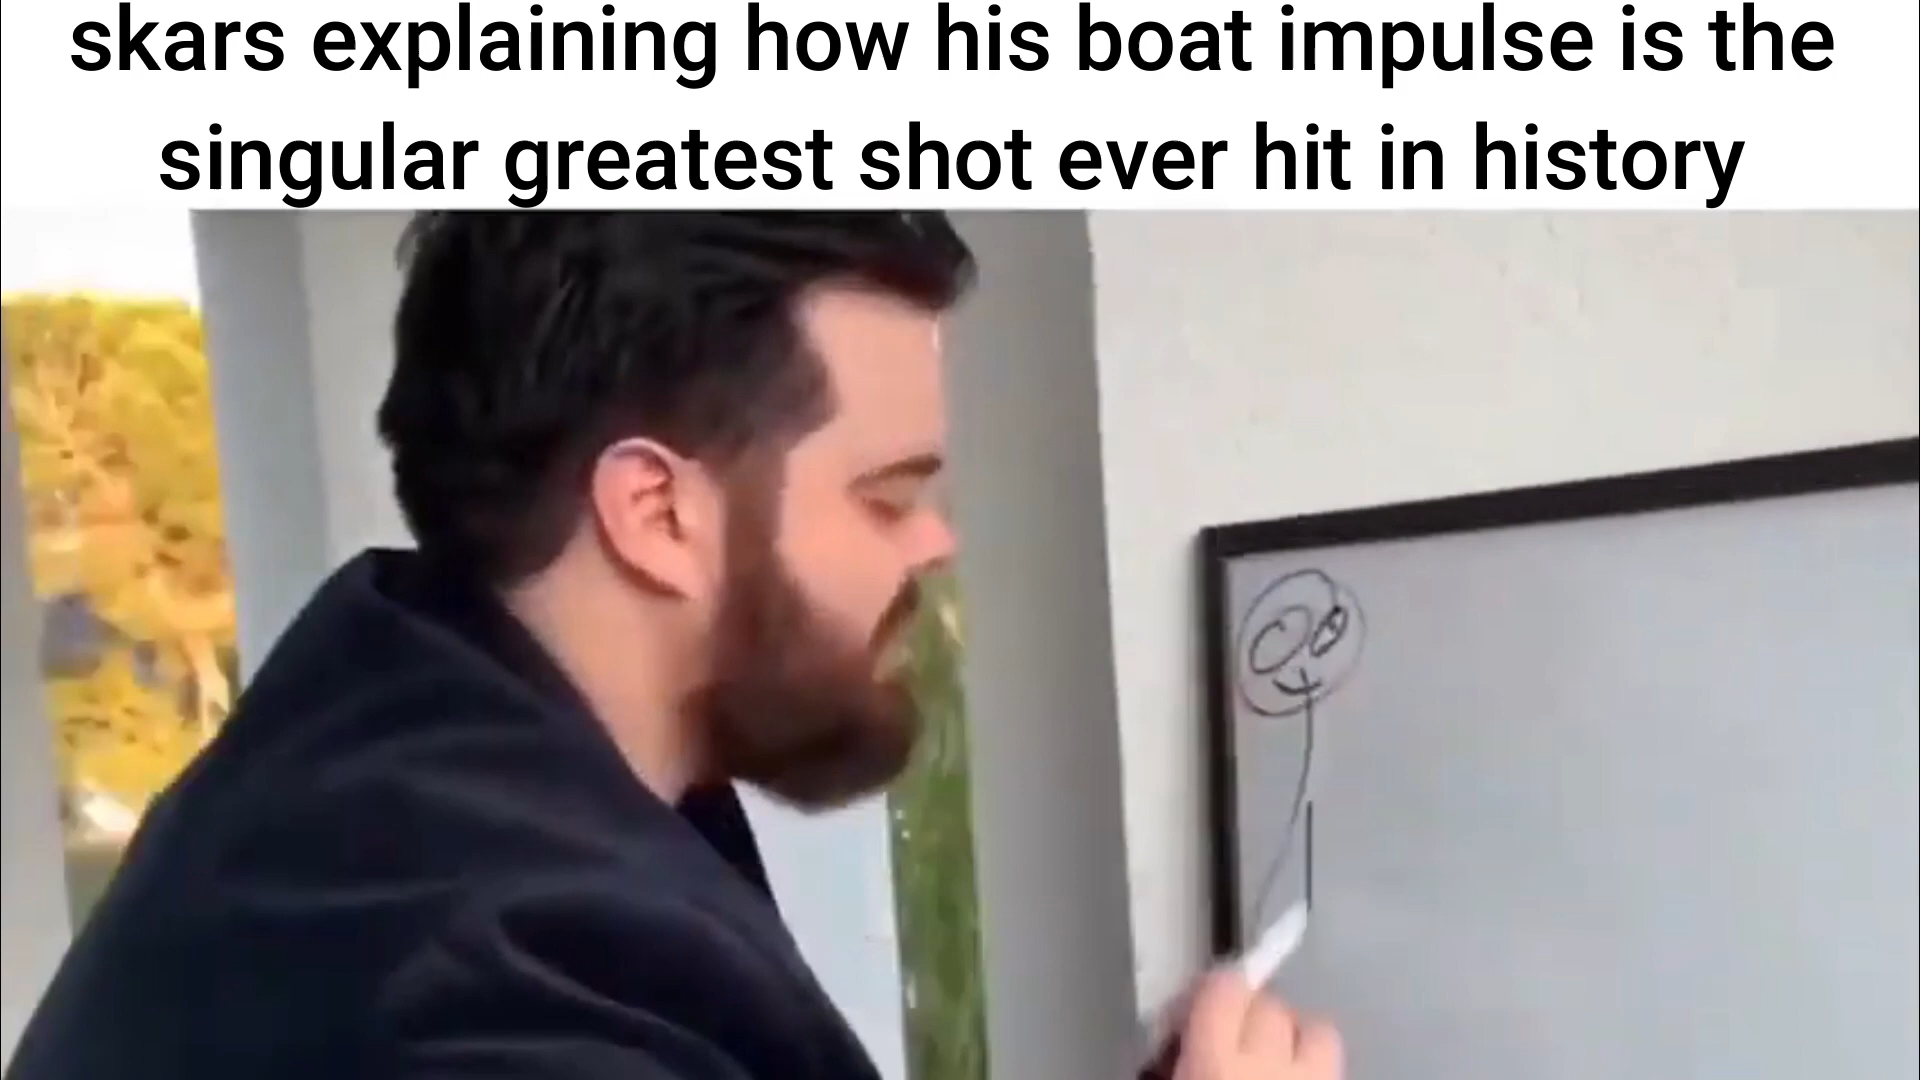 skars explaining how his boat impulse is the
singular greatest shot ever hit in history